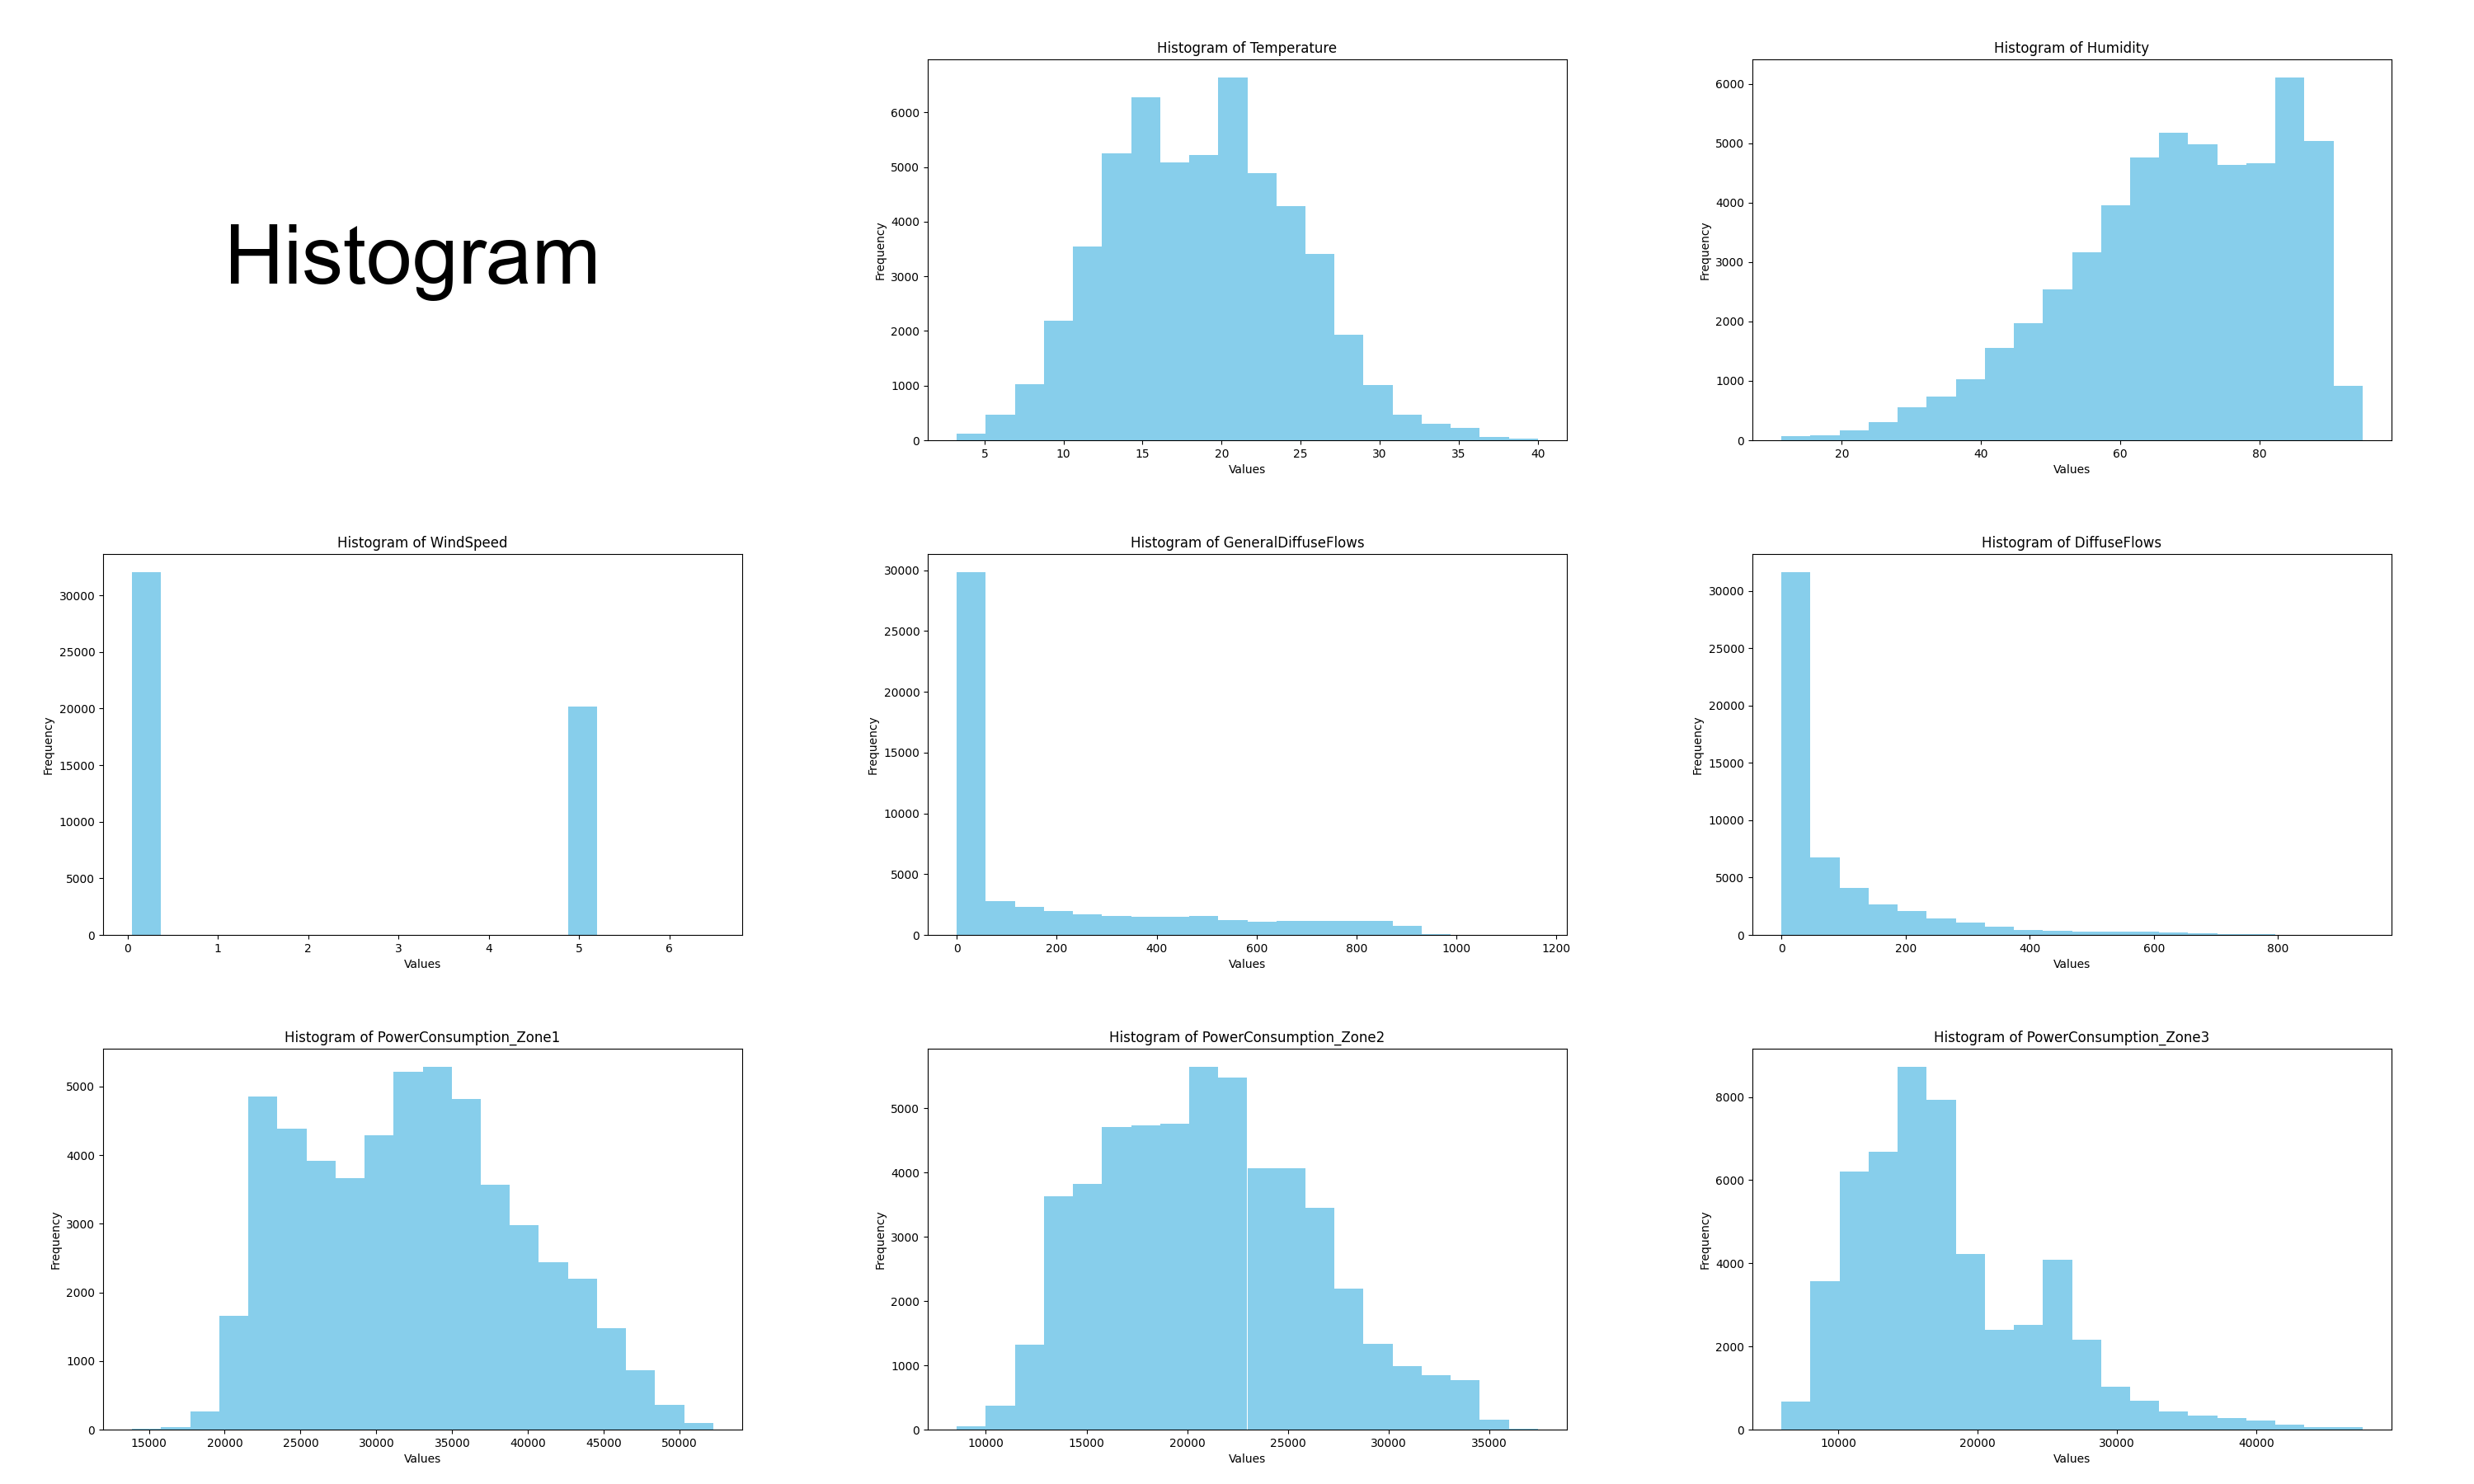 Histogram
Histogram of Temperature
Frequency
6000
5000
4000
3000
2000
1000
0
5 10 15 20 25 30 35 40
Values
Histogram of Humidity
Frequency
6000
5000
4000
3000
2000
1000
0
20 40 60 80
Values
Histogram of WindSpeed
Frequency
30000
25000
20000
15000
10000
5000
0
0 1 2 3 4 5 6
Values
Histogram of GeneralDiffuseFlows
Frequency
30000
25000
20000
15000
10000
5000
0
0 200 400 600 800 1000 1200
Values
Histogram of DiffuseFlows
Frequency
30000
25000
20000
15000
10000
5000
0
0 200 400 600 800
Values
Histogram of PowerConsumption_Zone1
Frequency
5000
4000
3000
2000
1000
0
15000 20000 25000 30000 35000 40000 45000 50000
Values
Histogram of PowerConsumption_Zone2
Frequency
5000
4000
3000
2000
1000
0
10000 15000 20000 25000 30000 35000
Values
Histogram of PowerConsumption_Zone3
Frequency
8000
6000
4000
2000
0
10000 20000 30000 40000
Values